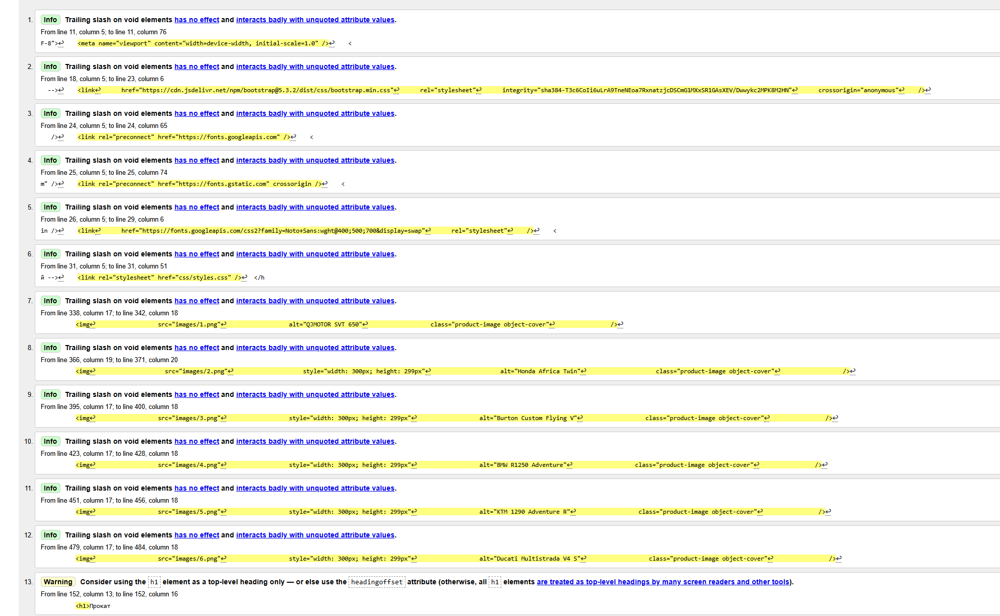 1. Info Trailing slash on void elements has no effect and interacts badly with unquoted attribute values.
From line 11, column 5; to line 11, column 76
F-8">↩    <meta name="viewport" content="width=device-width, initial-scale=1.0" />↩    <
2. Info Trailing slash on void elements has no effect and interacts badly with unquoted attribute values.
From line 18, column 5; to line 23, column 6
-->↩    <link↩      href="https://cdn.jsdelivr.net/npm/bootstrap@5.3.2/dist/css/bootstrap.min.css"↩      rel="stylesheet"↩      integrity="sha384-T3c6CoIi6uLrA9TneNEoa7RxnatzjcDSCmG1MXxSR1GAsXEV/Dwwykc2MPK8M2HN"↩      crossorigin="anonymous"↩    />↩
3. Info Trailing slash on void elements has no effect and interacts badly with unquoted attribute values.
From line 24, column 5; to line 24, column 65
/>↩    <link rel="preconnect" href="https://fonts.googleapis.com" />↩    <
4. Info Trailing slash on void elements has no effect and interacts badly with unquoted attribute values.
From line 25, column 5; to line 25, column 74
m" />↩    <link rel="preconnect" href="https://fonts.gstatic.com" crossorigin />↩    <
5. Info Trailing slash on void elements has no effect and interacts badly with unquoted attribute values.
From line 26, column 5; to line 29, column 6
in />↩    <link↩      href="https://fonts.googleapis.com/css2?family=Noto+Sans:wght@400;500;700&display=swap"↩      rel="stylesheet"↩    />↩    <
6. Info Trailing slash on void elements has no effect and interacts badly with unquoted attribute values.
From line 31, column 5; to line 31, column 51
й -->↩    <link rel="stylesheet" href="css/styles.css" />↩  </h
7. Info Trailing slash on void elements has no effect and interacts badly with unquoted attribute values.
From line 338, column 17; to line 342, column 18
<img↩                  src="images/1.png"↩                  alt="QJMOTOR SVT 650"↩                  class="product-image object-cover"↩                />↩
8. Info Trailing slash on void elements has no effect and interacts badly with unquoted attribute values.
From line 366, column 19; to line 371, column 20
<img↩                    src="images/2.png"↩                    style="width: 300px; height: 299px"↩                    alt="Honda Africa Twin"↩                    class="product-image object-cover"↩                  />↩
9. Info Trailing slash on void elements has no effect and interacts badly with unquoted attribute values.
From line 395, column 17; to line 400, column 18
<img↩                  src="images/3.png"↩                  style="width: 300px; height: 299px"↩                  alt="Burton Custom Flying V"↩                  class="product-image object-cover"↩                />↩
10. Info Trailing slash on void elements has no effect and interacts badly with unquoted attribute values.
From line 423, column 17; to line 428, column 18
<img↩                  src="images/4.png"↩                  style="width: 300px; height: 299px"↩                  alt="BMW R1250 Adventure"↩                  class="product-image object-cover"↩                />↩
11. Info Trailing slash on void elements has no effect and interacts badly with unquoted attribute values.
From line 451, column 17; to line 456, column 18
<img↩                  src="images/5.png"↩                  style="width: 300px; height: 299px"↩                  alt="KTM 1290 Adventure R"↩                  class="product-image object-cover"↩                />↩
12. Info Trailing slash on void elements has no effect and interacts badly with unquoted attribute values.
From line 479, column 17; to line 484, column 18
<img↩                  src="images/6.png"↩                  style="width: 300px; height: 299px"↩                  alt="Ducati Multistrada V4 S"↩                  class="product-image object-cover"↩                />↩
13. Warning Consider using the h1 element as a top-level heading only — or else use the headingoffset attribute (otherwise, all h1 elements are treated as top-level headings by many screen readers and other tools).
From line 152, column 13; to line 152, column 16
<h1>Прокат